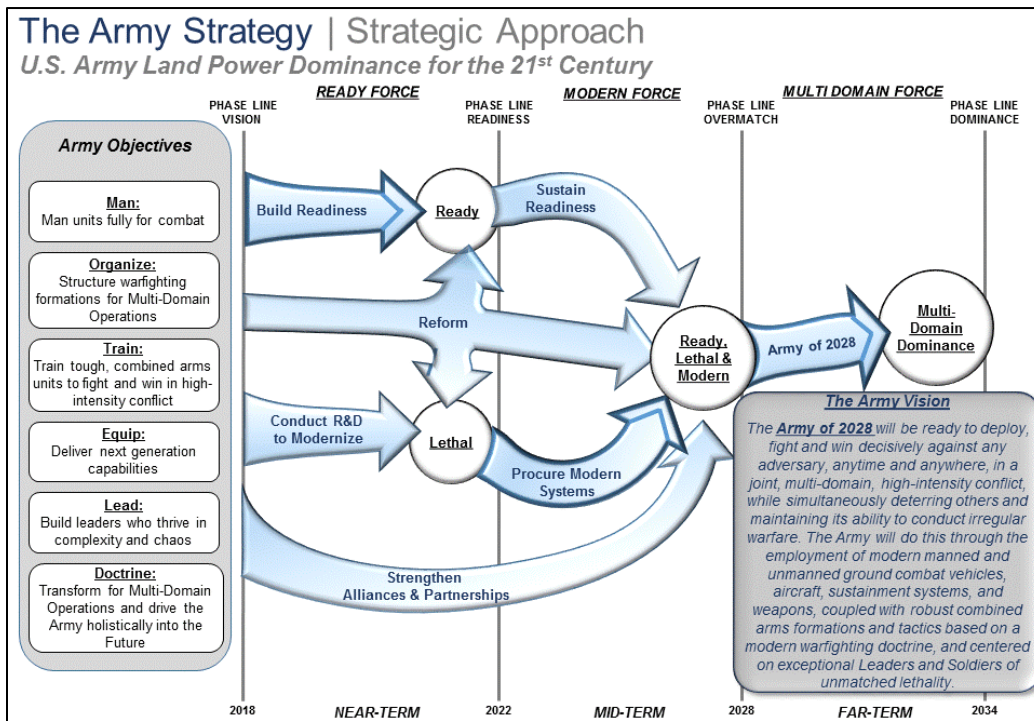 The Army Strategy | Strategic Approach
U.S. Army Land Power Dominance for the 21st Century
READY FORCE
MODERN FORCE
MULTI DOMAIN FORCE
PHASE LINE
VISION
PHASE LINE
READINESS
PHASE LINE
OVERMATCH
PHASE LINE
DOMINANCE
Army Objectives
Man:
Man units fully for combat
Organize:
Structure warfighting
formations for Multi-Domain
Operations
Train:
Train tough, combined arms
units to fight and win in high-
intensity conflict
Equip:
Deliver next generation
capabilities
Lead:
Build leaders who thrive in
complexity and chaos
Doctrine:
Transform for Multi-Domain
Operations and drive the
Army holistically into the
Future
Build Readiness
Ready
Sustain
Readiness
Reform
Conduct R&D
to Modernize
Lethal
Procure Modern
Systems
Strengthen
Alliances & Partnerships
Ready,
Lethal &
Modern
Army of 2028
Multi-
Domain
Dominance
The Army Vision
The Army of 2028 will be ready to deploy,
fight and win decisively against any
adversary, anytime and anywhere, in a
joint, multi-domain, high-intensity conflict,
while simultaneously deterring others and
maintaining its ability to conduct irregular
warfare. The Army will do this through the
employment of modern manned and
unmanned ground combat vehicles,
aircraft, sustainment systems, and
weapons, coupled with robust combined
arms formations and tactics based on a
modern warfighting doctrine, and centered
on exceptional Leaders and Soldiers of
unmatched lethality.
2018
NEAR-TERM
2022
MID-TERM
2028
FAR-TERM
2034